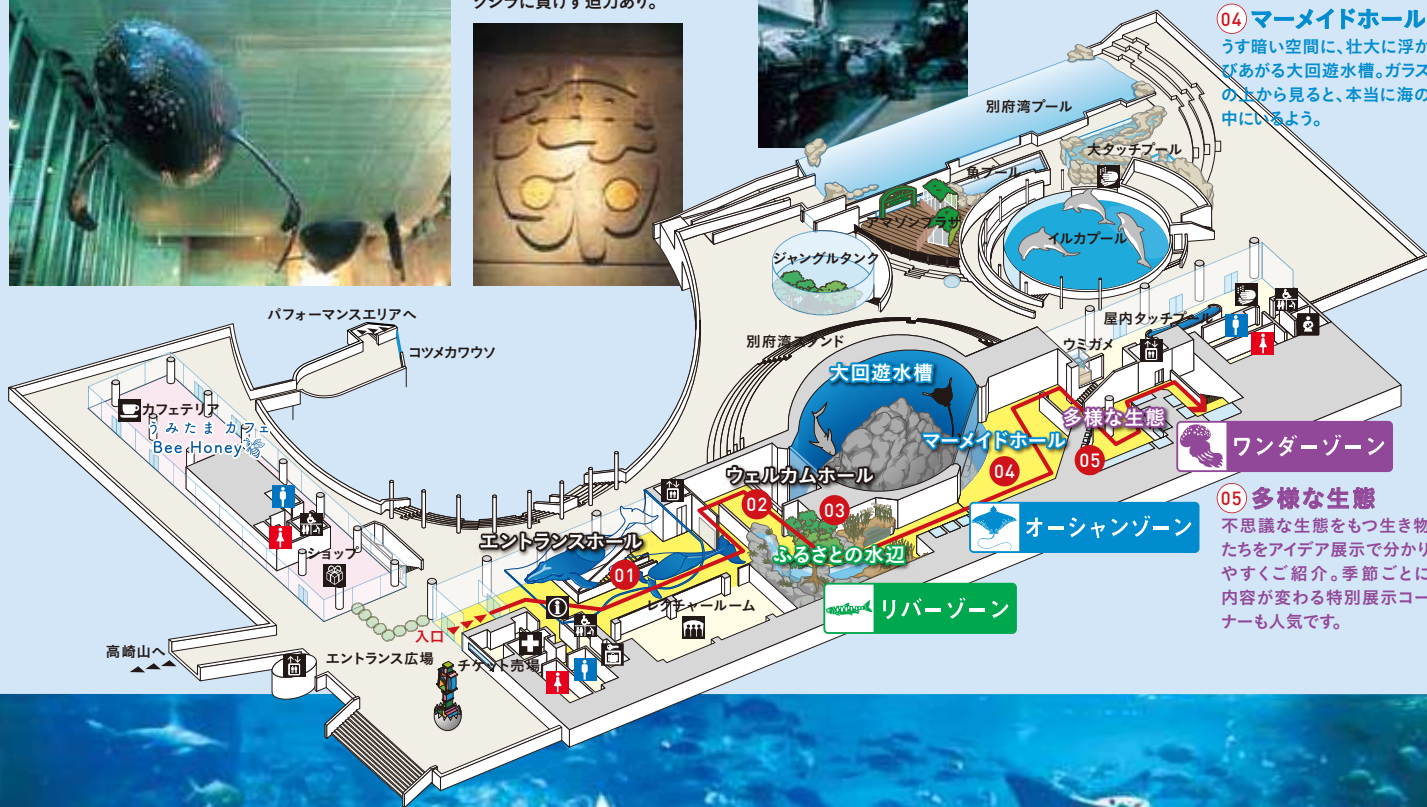 クジラに負けず迫力あり。
04 マーメイドホール
うす暗い空間に、壮大に浮か
びあがる大回遊水槽。ガラス
の上から見ると、本当に海の
中にいるよう。
別府湾プール
大タッチプール
魚プール
アマゾンプラザ
イルカプール
ジャングルタンク
パフォーマンスエリアへ
コツメカワウソ
別府湾スタンド
屋内タッチプール
ウミガメ
大回遊水槽
カフェテリア
うみたま カフェ
Bee Honey
多様な生態
05
マーメイドホール
04
ワンダーゾーン
ウェルカムホール
02
03
オーシャンゾーン
05 多様な生態
不思議な生態をもつ生き物
たちをアイデア展示で分かり
やすくご紹介。季節ごとに
内容が変わる特別展示コー
ナーも人気です。
エントランスホール
01
ふるさとの水辺
ショップ
レクチャールーム
リバーゾーン
入口
高崎山へ
エントランス広場
チケット売場